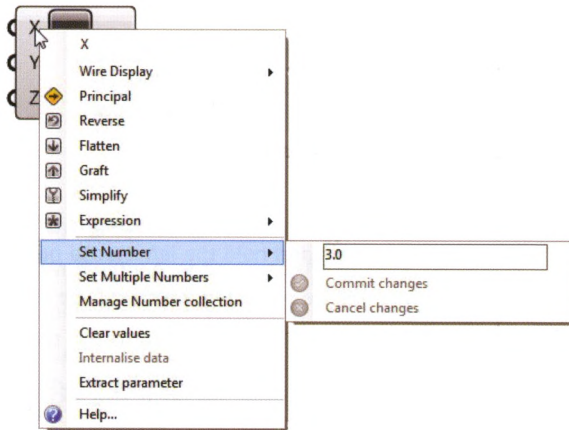 X
Y
Z
X
Wire Display
Principal
Reverse
Flatten
Graft
Simplify
Expression
Set Number
3.0
Commit changes
Cancel changes
Set Multiple Numbers
Manage Number collection
Clear values
Internalise data
Extract parameter
Help...